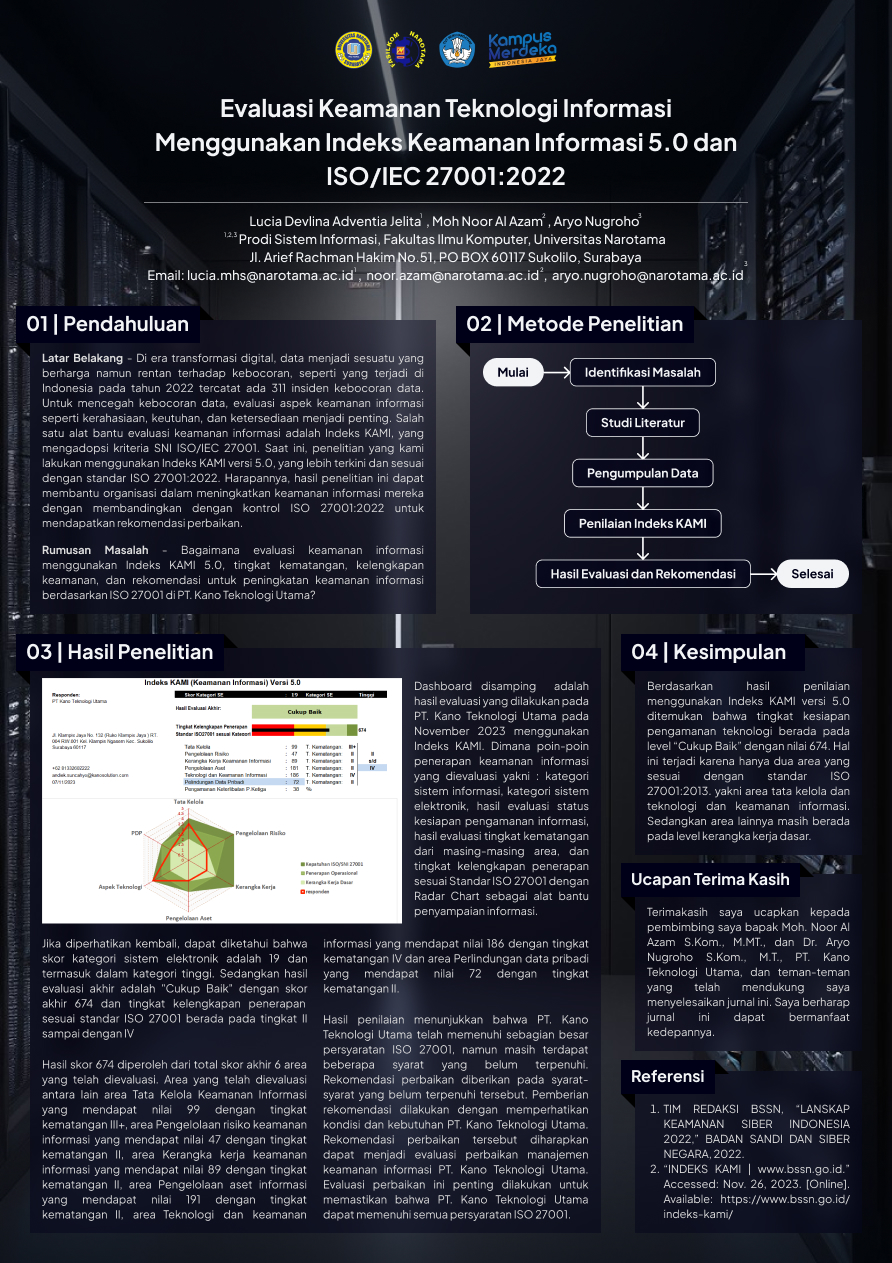 UNIVERSITAS NAROTAMA
SURABAYA
FASILKOM NAROTAMA
Kampus
Merdeka
INDONESIA JAYA
Evaluasi Keamanan Teknologi Informasi
Menggunakan Indeks Keamanan Informasi 5.0 dan
ISO/IEC 27001:2022
Lucia Devlina Adventia Jelita1 , Moh Noor Al Azam2 , Aryo Nugroho3
1,2,3 Prodi Sistem Informasi, Fakultas Ilmu Komputer, Universitas Narotama
Jl. Arief Rachman Hakim No.51, PO BOX 60117 Sukolilo, Surabaya
Email: lucia.mhs@narotama.ac.id1, noor.azam@narotama.ac.id2, aryo.nugroho@narotama.ac.id3
01 | Pendahuluan
Latar Belakang - Di era transformasi digital, data menjadi sesuatu yang
berharga namun rentan terhadap kebocoran, seperti yang terjadi di
Indonesia pada tahun 2022 tercatat ada 311 insiden kebocoran data.
Untuk mencegah kebocoran data, evaluasi aspek keamanan informasi
seperti kerahasiaan, keutuhan, dan ketersediaan menjadi penting. Salah
satu alat bantu evaluasi keamanan informasi adalah Indeks KAMI, yang
mengadopsi kriteria SNI ISO/IEC 27001. Saat ini, penelitian yang kami
lakukan menggunakan Indeks KAMI versi 5.0, yang lebih terkini dan sesuai
dengan standar ISO 27001:2022. Harapannya, hasil penelitian ini dapat
membantu organisasi dalam meningkatkan keamanan informasi mereka
dengan membandingkan dengan kontrol ISO 27001:2022 untuk
mendapatkan rekomendasi perbaikan.
Rumusan Masalah - Bagaimana evaluasi keamanan informasi
menggunakan Indeks KAMI 5.0, tingkat kematangan, kelengkapan
keamanan, dan rekomendasi untuk peningkatan keamanan informasi
berdasarkan ISO 27001 di PT. Kano Teknologi Utama?
02 | Metode Penelitian
Mulai
Identifikasi Masalah
Studi Literatur
Pengumpulan Data
Penilaian Indeks KAMI
Hasil Evaluasi dan Rekomendasi
Selesai
03 | Hasil Penelitian
Indeks KAMI (Keamanan Informasi) Versi 5.0
Responden:
PT Kano Teknologi Utama
Jl. Klampis Jaya No. 132 (Ruko Klampis Jaya ) RT.
004 RW.001 Kel. Klampis Ngasem Kec. Sukolilo
Surabaya 60117
+62 81332602222
07/11/2023
Skor Kategori SE : 19 Kategori SE Tinggi
Hasil Evaluasi Akhir: Cukup Baik
Tingkat Kelengkapan Penerapan
Standar ISO27001 sesuai Kategori 674
Tata Kelola : 99 T. Kematangan: III+
Pengelolaan Risiko : 47 T. Kematangan: II II
Kerangka Kerja Keamanan Informasi : 89 T. Kematangan: II s/d
Pengelolaan Aset : 181 T. Kematangan: II IV
Teknologi dan Keamanan Informasi : 186 T. Kematangan: IV
Pelindungan Data Pribadi : 72 T. Kematangan: II
Pengamanan Keterlibatan P.Ketiga : 38 %
Tata Kelola
PDP
Pengelolaan Risiko
Aspek Teknologi
Kerangka Kerja
Pengelolaan Aset
Kepatuhan ISO/SNI 27001
Penerapan Operasional
Kerangka Kerja Dasar
responden
Dashboard disamping adalah
hasil evaluasi yang dilakukan pada
PT. Kano Teknologi Utama pada
November 2023 menggunakan
Indeks KAMI. Dimana poin-poin
penerapan keamanan informasi
yang dievaluasi yakni : kategori
sistem informasi, kategori sistem
elektronik, hasil evaluasi status
kesiapan pengamanan informasi,
hasil evaluasi tingkat kematangan
dari masing-masing area, dan
tingkat kelengkapan penerapan
sesuai Standar ISO 27001 dengan
Radar Chart sebagai alat bantu
penyampaian informasi.
Jika diperhatikan kembali, dapat diketahui bahwa
skor kategori sistem elektronik adalah 19 dan
termasuk dalam kategori tinggi. Sedangkan hasil
evaluasi akhir adalah "Cukup Baik" dengan skor
akhir 674 dan tingkat kelengkapan penerapan
sesuai standar ISO 27001 berada pada tingkat II
sampai dengan IV
Hasil skor 674 diperoleh dari total skor akhir 6 area
yang telah dievaluasi. Area yang telah dievaluasi
antara lain area Tata Kelola Keamanan Informasi
yang mendapat nilai 99 dengan tingkat
kematangan III+, area Pengelolaan risiko keamanan
informasi yang mendapat nilai 47 dengan tingkat
kematangan II, area Kerangka kerja keamanan
informasi yang mendapat nilai 89 dengan tingkat
kematangan II, area Pengelolaan aset informasi
yang mendapat nilai 191 dengan tingkat
kematangan II, area Teknologi dan keamanan
informasi yang mendapat nilai 186 dengan tingkat
kematangan IV dan area Perlindungan data pribadi
yang mendapat nilai 72 dengan tingkat
kematangan II.
Hasil penilaian menunjukkan bahwa PT. Kano
Teknologi Utama telah memenuhi sebagian besar
persyaratan ISO 27001, namun masih terdapat
beberapa syarat yang belum terpenuhi.
Rekomendasi perbaikan diberikan pada syarat-
syarat yang belum terpenuhi tersebut. Pemberian
rekomendasi dilakukan dengan memperhatikan
kondisi dan kebutuhan PT. Kano Teknologi Utama.
Rekomendasi perbaikan tersebut diharapkan
dapat menjadi evaluasi perbaikan manajemen
keamanan informasi PT. Kano Teknologi Utama.
Evaluasi perbaikan ini penting dilakukan untuk
memastikan bahwa PT. Kano Teknologi Utama
dapat memenuhi semua persyaratan ISO 27001.
04 | Kesimpulan
Berdasarkan hasil penilaian
menggunakan Indeks KAMI versi 5.0
ditemukan bahwa tingkat kesiapan
pengamanan teknologi berada pada
level "Cukup Baik" dengan nilai 674. Hal
ini terjadi karena hanya dua area yang
sesuai dengan standar ISO
27001:2013. yakni area tata kelola dan
teknologi dan keamanan informasi.
Sedangkan area lainnya masih berada
pada level kerangka kerja dasar.
Ucapan Terima Kasih
Terimakasih saya ucapkan kepada
pembimbing saya bapak Moh. Noor Al
Azam S.Kom., M.MT., dan Dr. Aryo
Nugroho S.Kom., M.T., PT. Kano
Teknologi Utama, dan teman-teman
yang telah mendukung saya
menyelesaikan jurnal ini. Saya berharap
jurnal ini dapat bermanfaat
kedepannya.
Referensi
1. TIM REDAKSI BSSN, "LANSKAP
KEAMANAN SIBER INDONESIA
2022," BADAN SANDI DAN SIBER
NEGARA, 2022.
2. "INDEKS KAMI | www.bssn.go.id."
Accessed: Nov. 26, 2023. [Online].
Available: https://www.bssn.go.id/
indeks-kami/